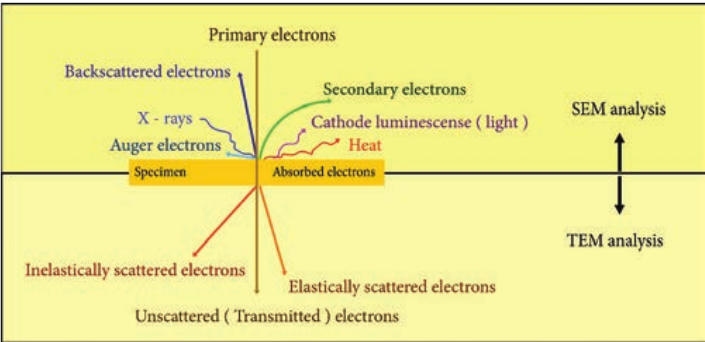 Primary electrons
Backscattered electrons
Secondary electrons
X - rays
Cathode luminescense ( light )
Auger electrons
Heat
SEM analysis
Specimen
Absorbed electrons
TEM analysis
Inelastically scattered electrons
Elastically scattered electrons
Unscattered ( Transmitted ) electrons